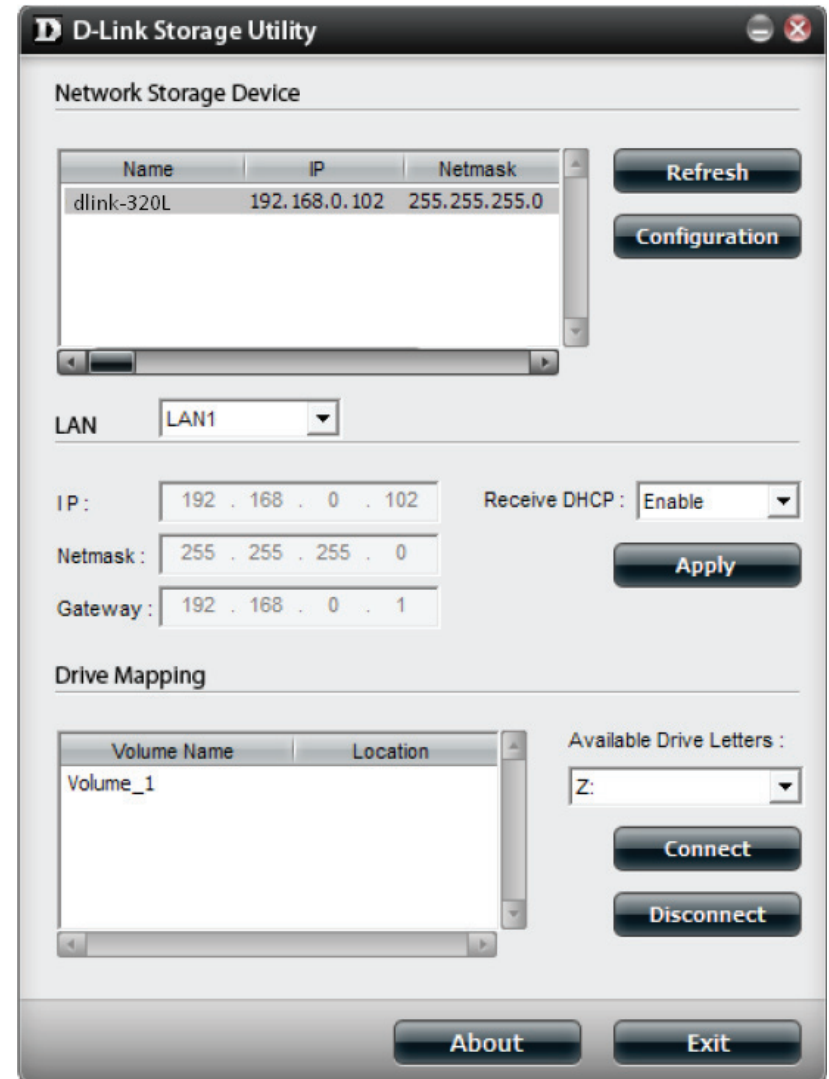 D D-Link Storage Utility
Network Storage Device
Name IP Netmask
dlink-320L 192.168.0.102 255.255.255.0
Refresh
Configuration
LAN LAN1
IP : 192 . 168 . 0 . 102 Receive DHCP : Enable
Netmask : 255 . 255 . 255 . 0
Apply
Gateway : 192 . 168 . 0 . 1
Drive Mapping
Volume Name Location
Volume_1
Available Drive Letters :
Z:
Connect
Disconnect
About Exit